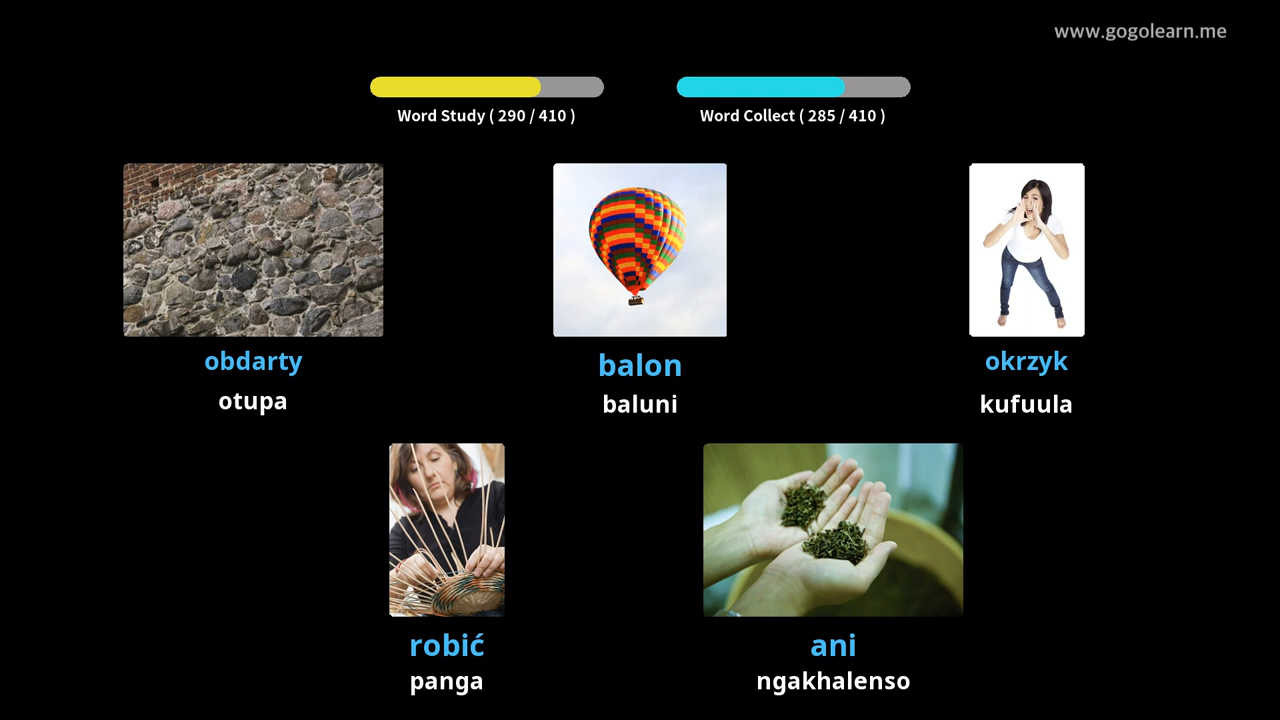 www.gogolearn.me
Word Study ( 290 / 410 )
Word Collect ( 285 / 410 )
obdarty
otupa
balon
baluni
okrzyk
kufuula
robić
panga
ani
ngakhalenso